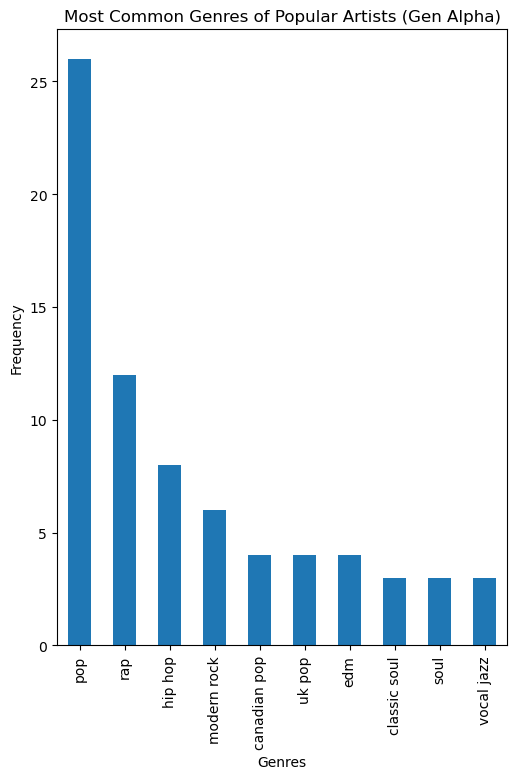 Most Common Genres of Popular Artists (Gen Alpha)
Frequency
25
20
15
10
5
0
pop
rap
hip hop
modern rock
canadian pop
uk pop
edm
classic soul
soul
vocal jazz
Genres